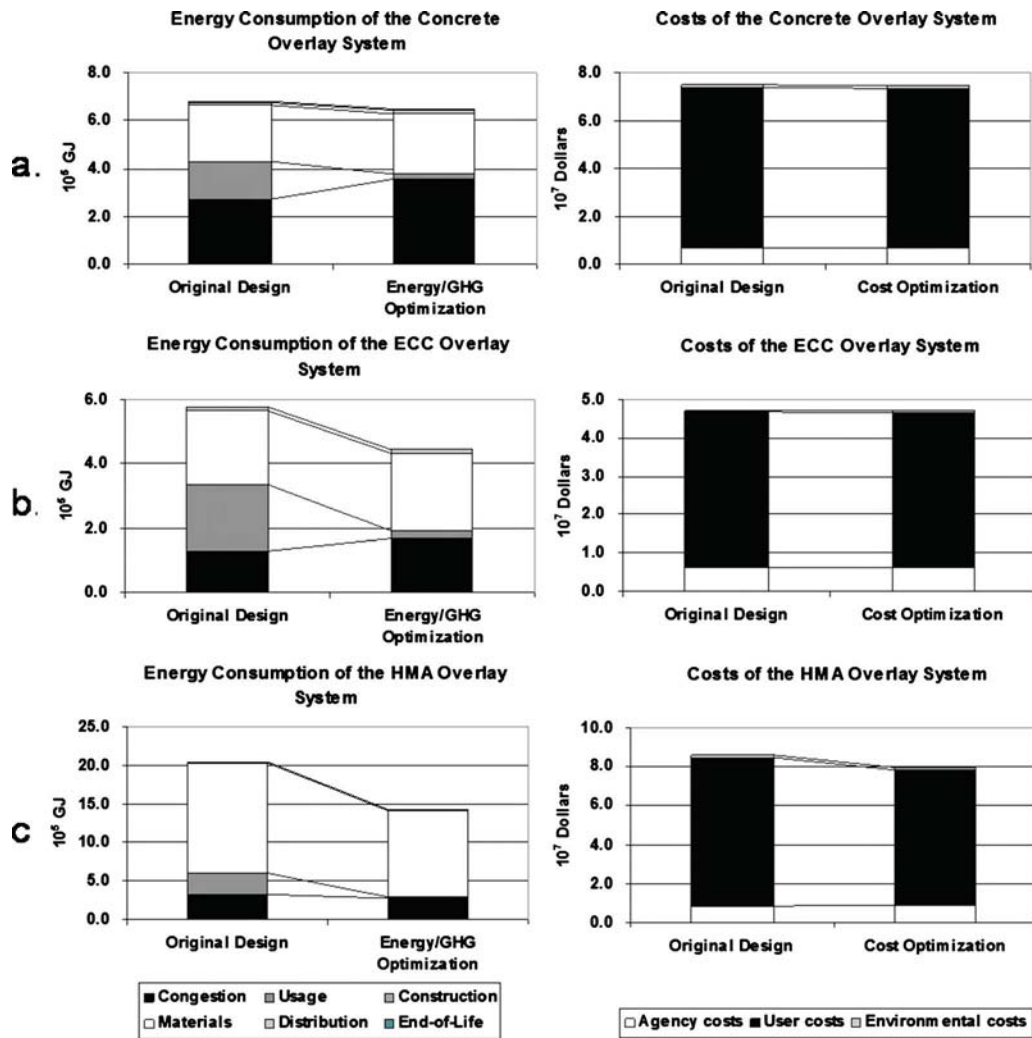 Energy Consumption of the Concrete
Overlay System
8.0
6.0
4.0
2.0
0.0
10⁵ GJ
Original Design
Energy/GHG
Optimization
a.
Costs of the Concrete Overlay System
8.0
6.0
4.0
2.0
0.0
10⁷ Dollars
Original Design
Cost Optimization
Energy Consumption of the ECC Overlay
System
6.0
4.0
2.0
0.0
10⁵ GJ
Original Design
Energy/GHG
Optimization
b.
Costs of the ECC Overlay System
5.0
4.0
3.0
2.0
1.0
0.0
10⁷ Dollars
Original Design
Cost Optimization
Energy Consumption of the HMA Overlay
System
25.0
20.0
15.0
10.0
5.0
0.0
10⁵ GJ
Original Design
Energy/GHG
Optimization
c
Costs of the HMA Overlay System
10.0
8.0
6.0
4.0
2.0
0.0
10⁷ Dollars
Original Design
Cost Optimization
Congestion Usage Construction
Materials Distribution End-of-Life
Agency costs User costs Environmental costs